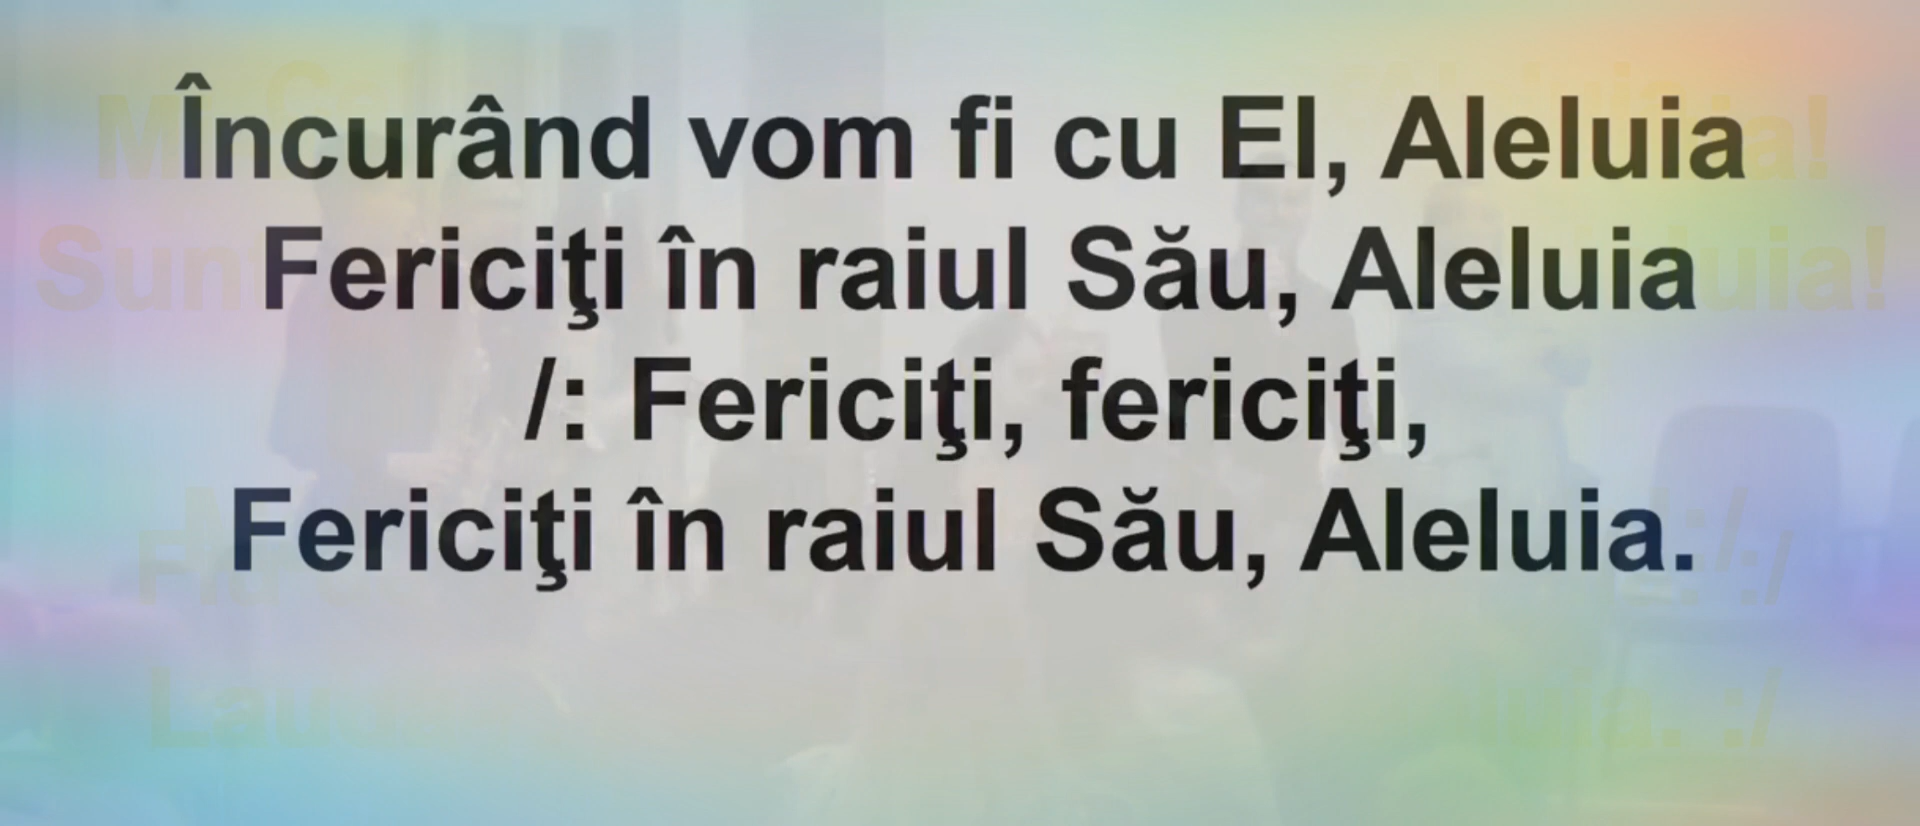 Încurând vom fi cu El, Aleluia
Fericiţi în raiul Său, Aleluia
/: Fericiţi, fericiţi,
Fericiţi în raiul Său, Aleluia.